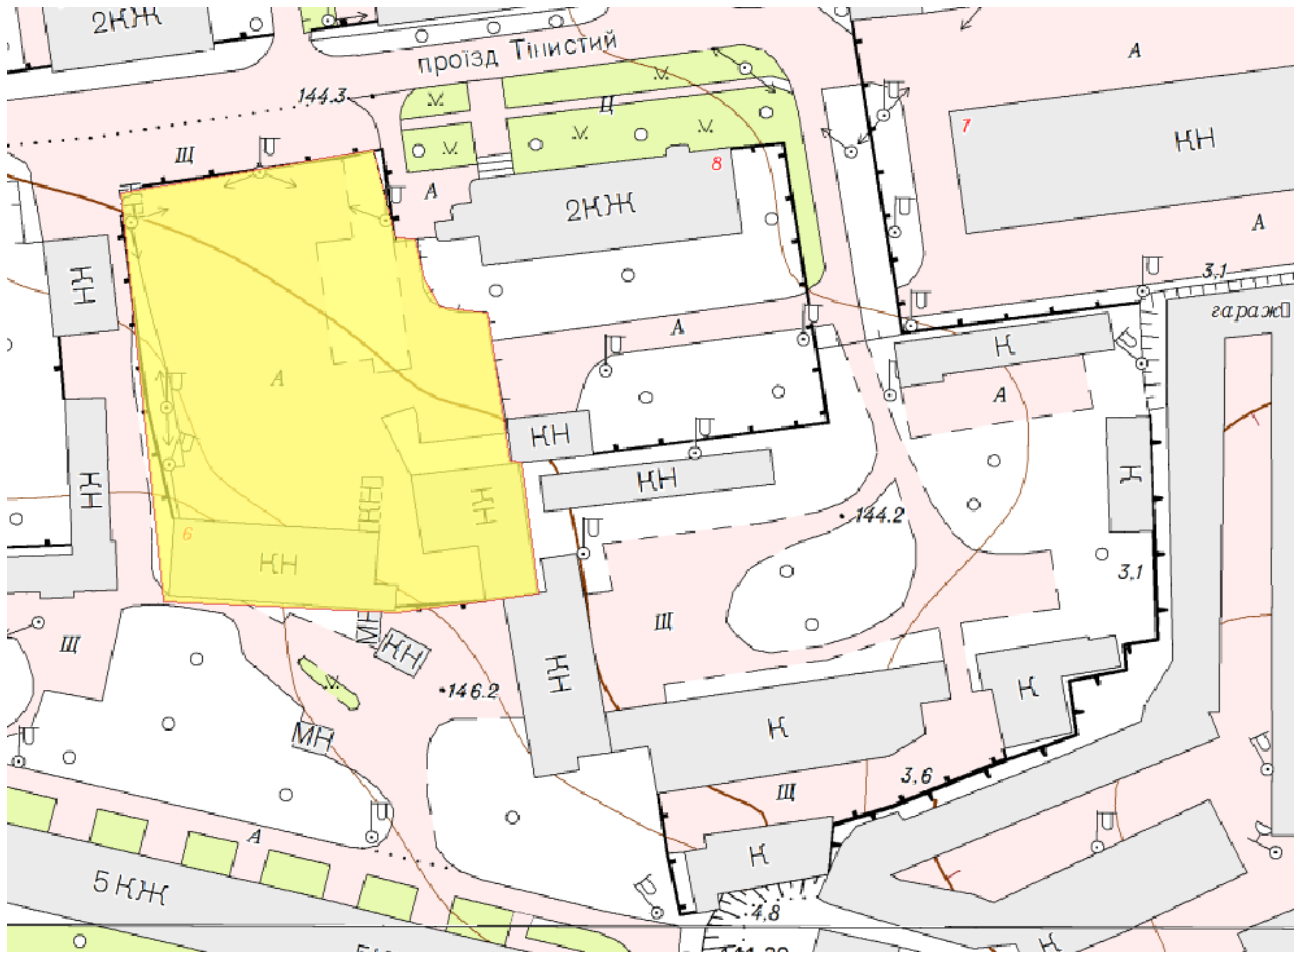 2КЖ
проїзд Тінистий
А
144.3
Ц
7
КН
Щ
8
А
2КЖ
А
КН
3,1
гараж
А
К
А
А
КН
КН
К
КН
КН
КН
144.2
6
КН
3,1
Щ
МН
Щ
КН
КН
146.2
К
МН
К
3,6
Щ
А
К
5КЖ
4,8
К